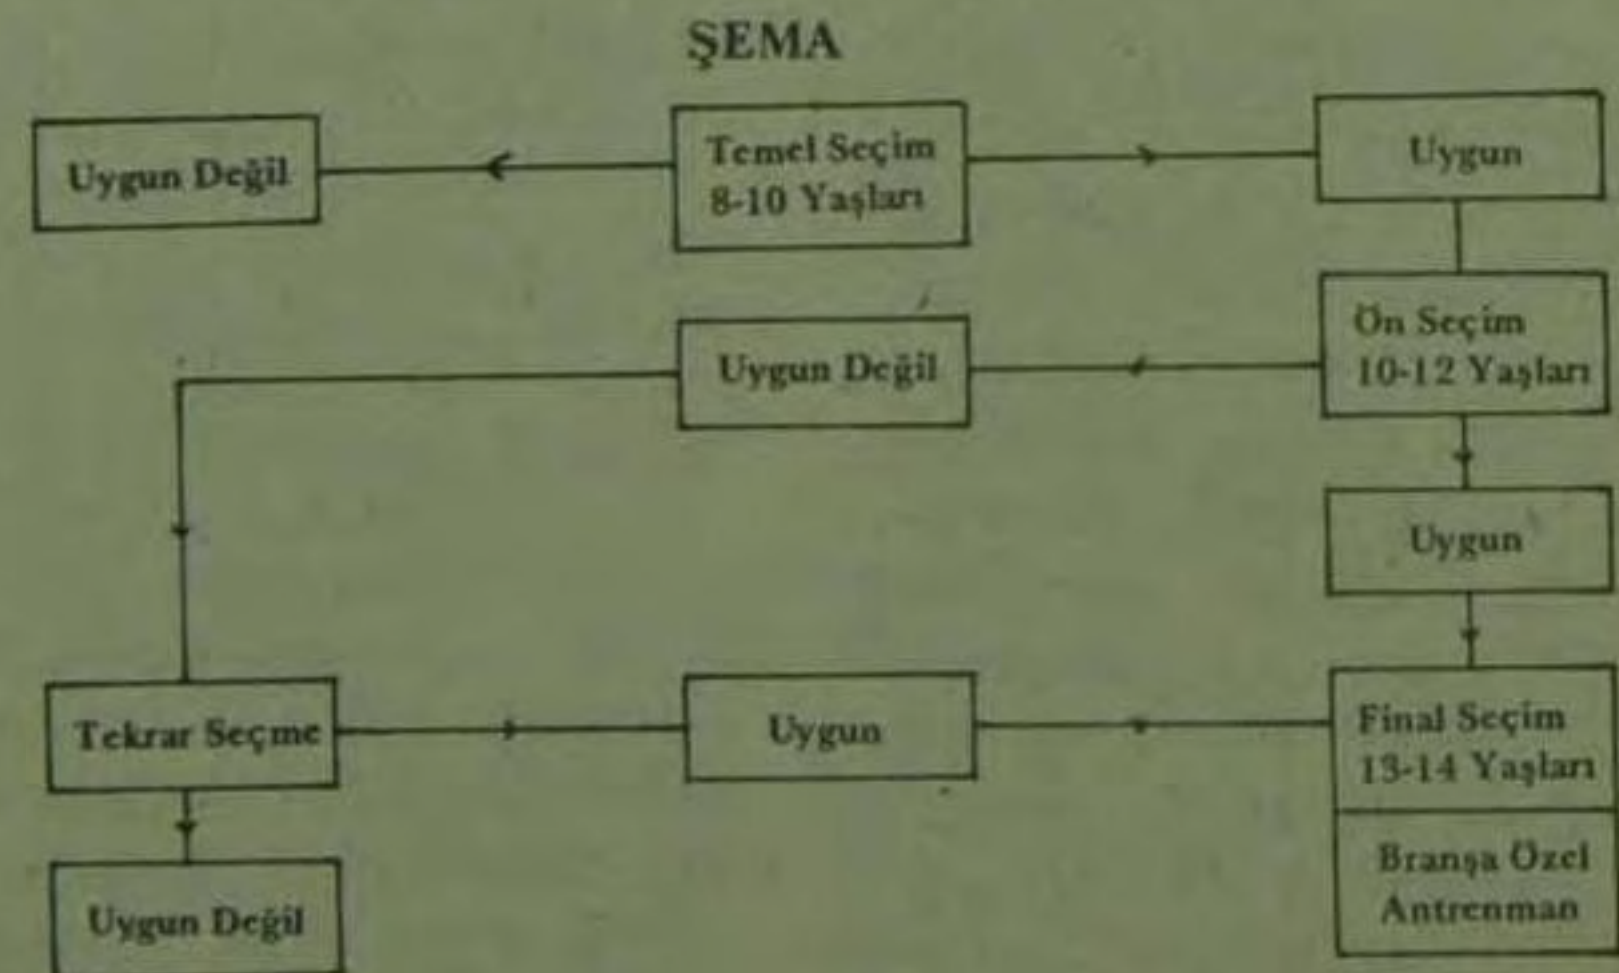 ŞEMA
Uygun Değil
Temel Seçim
8-10 Yaşları
Uygun
Uygun Değil
Ön Seçim
10-12 Yaşları
Uygun
Tekrar Seçme
Uygun
Final Seçim
13-14 Yaşları
Branşa Özel
Antrenman
Uygun Değil